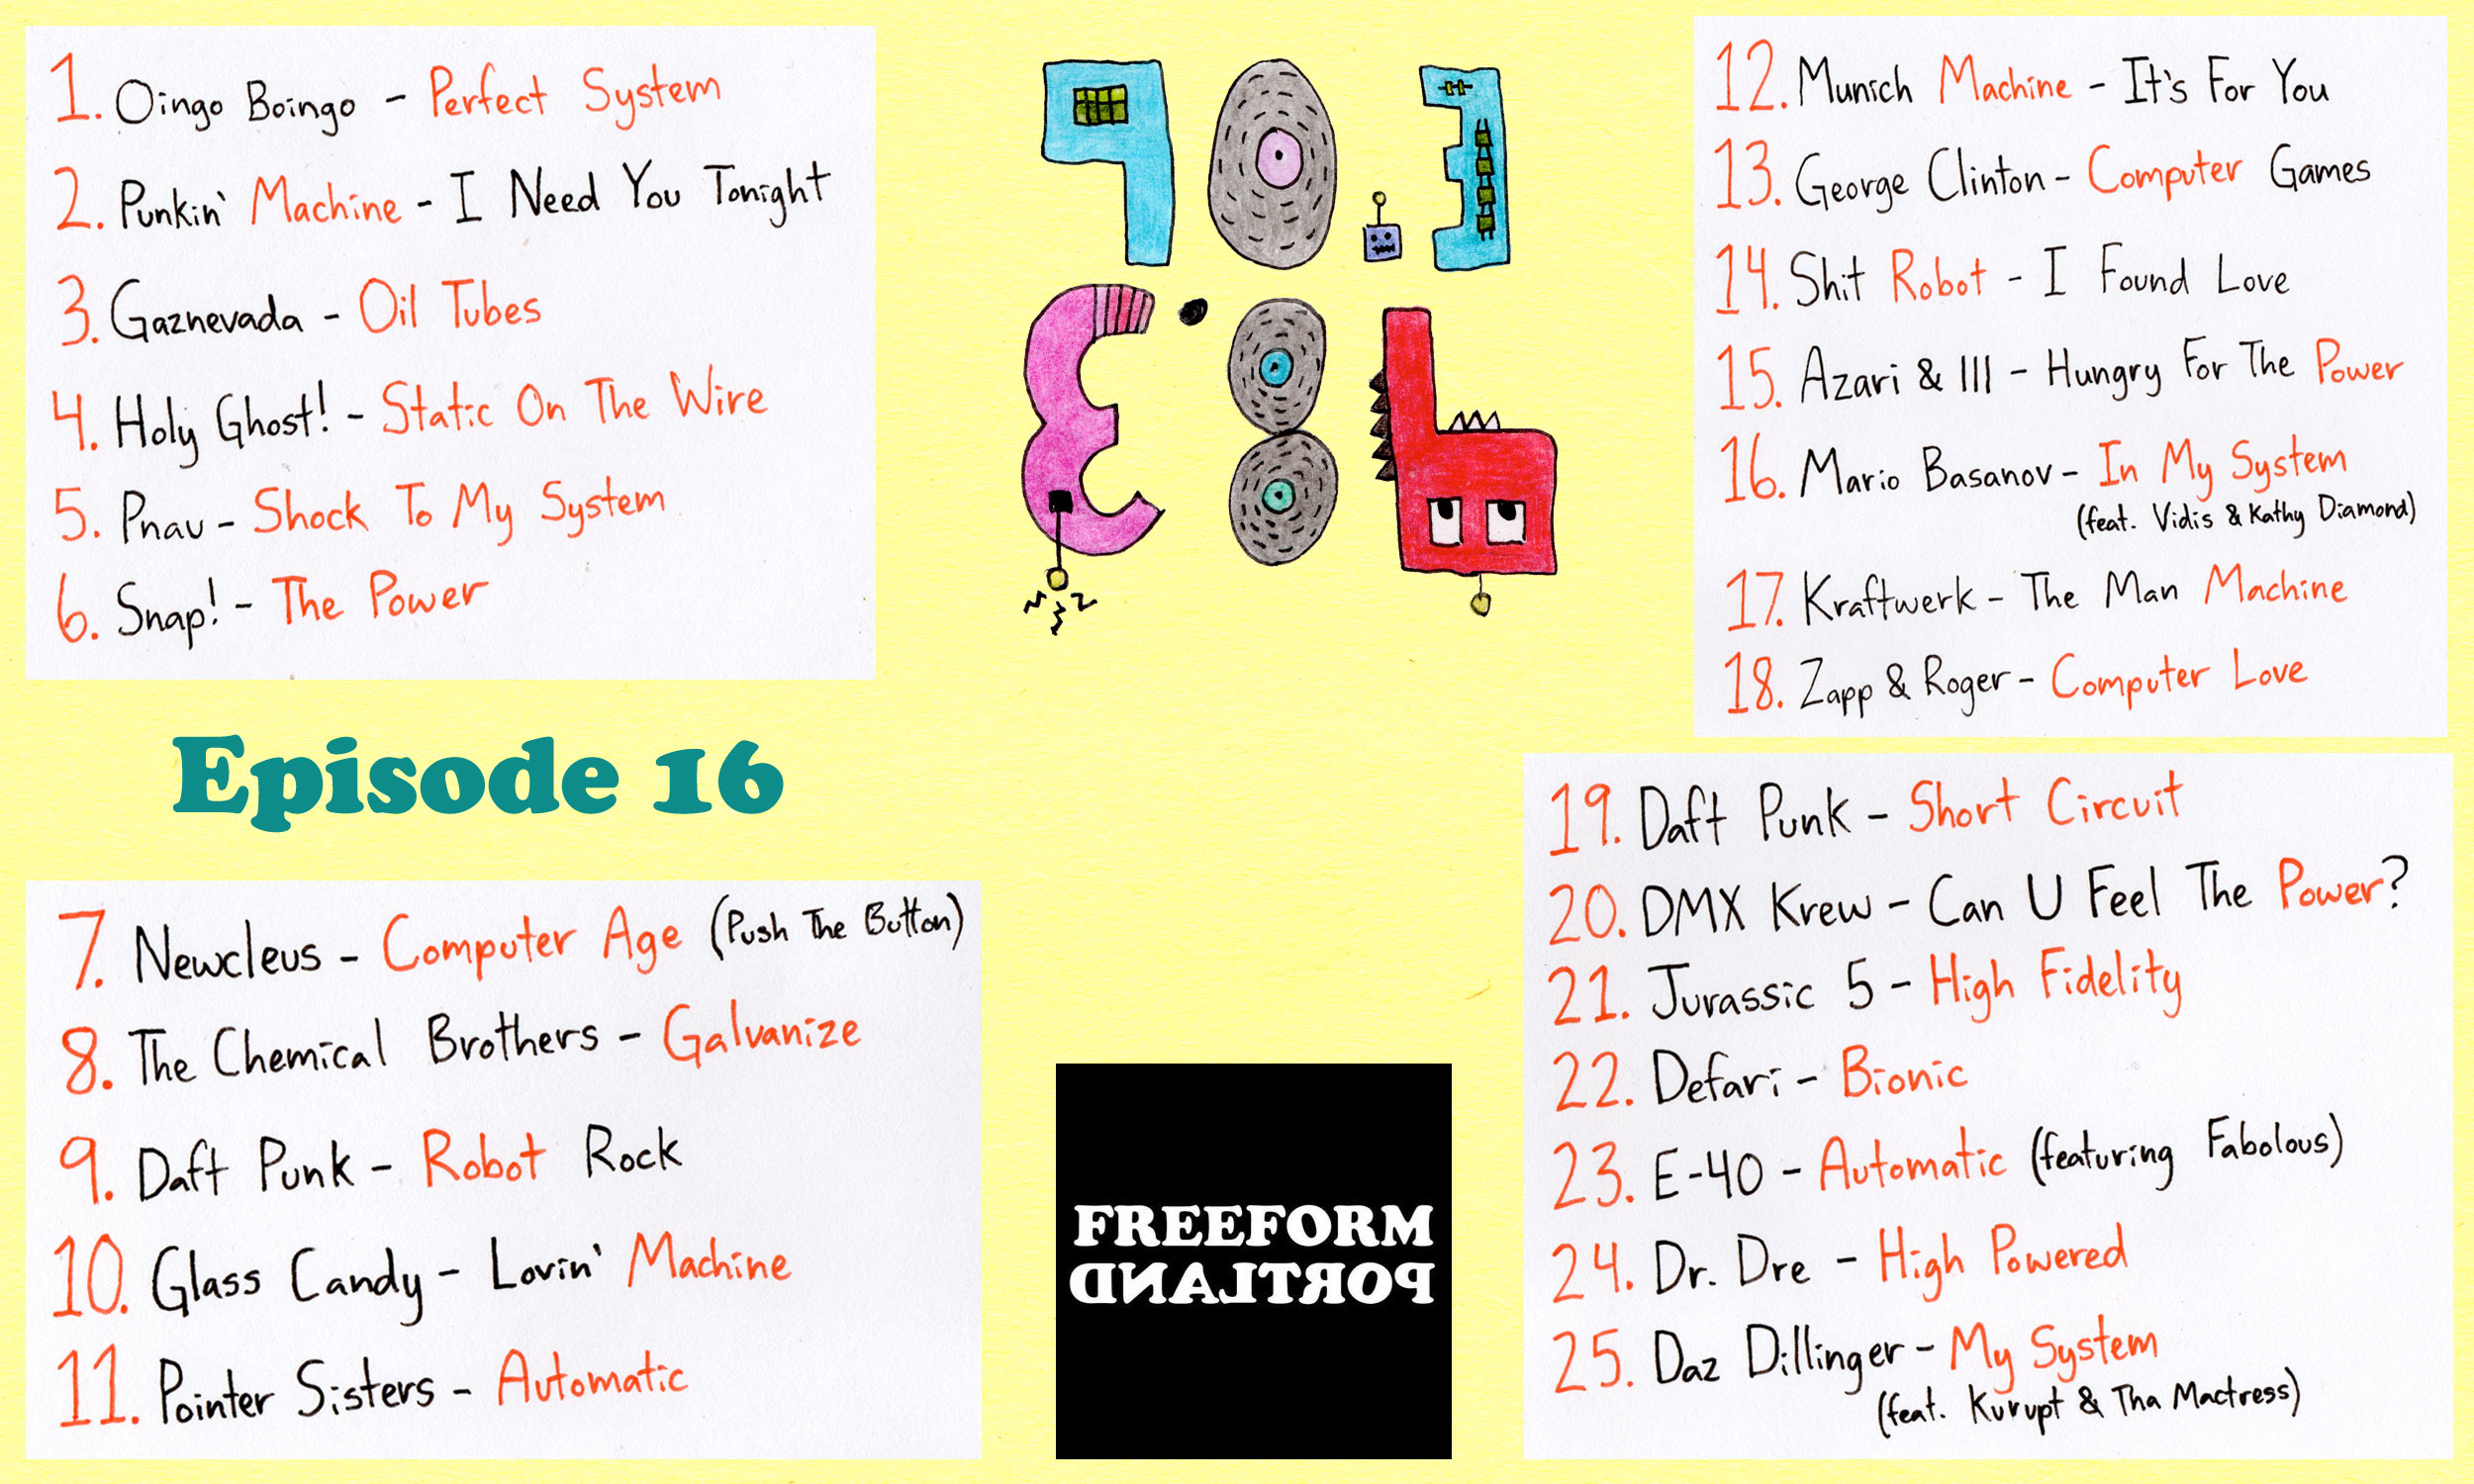 1. Oingo Boingo - Perfect System
2. Punkin' Machine - I Need You Tonight
3. Gaznevada - Oil Tubes
4. Holy Ghost! - Static On The Wire
5. Pnau - Shock To My System
6. Snap! - The Power
90.3
98.3
Episode 16
7. Newcleus - Computer Age (Push The Button)
8. The Chemical Brothers - Galvanize
9. Daft Punk - Robot Rock
10. Glass Candy - Lovin' Machine
11. Pointer Sisters - Automatic
FREEFORM
PORTLAND
12. Munich Machine - It's For You
13. George Clinton - Computer Games
14. Shit Robot - I Found Love
15. Azari & III - Hungry For The Power
16. Mario Basanov - In My System
(feat. Vidis & Kathy Diamond)
17. Kraftwerk - The Man Machine
18. Zapp & Roger - Computer Love
19. Daft Punk - Short Circuit
20. DMX Krew - Can U Feel The Power?
21. Jurassic 5 - High Fidelity
22. Defari - Bionic
23. E-40 - Automatic (featuring Fabolous)
24. Dr. Dre - High Powered
25. Daz Dillinger - My System
(feat. Kurupt & Tha Mactress)